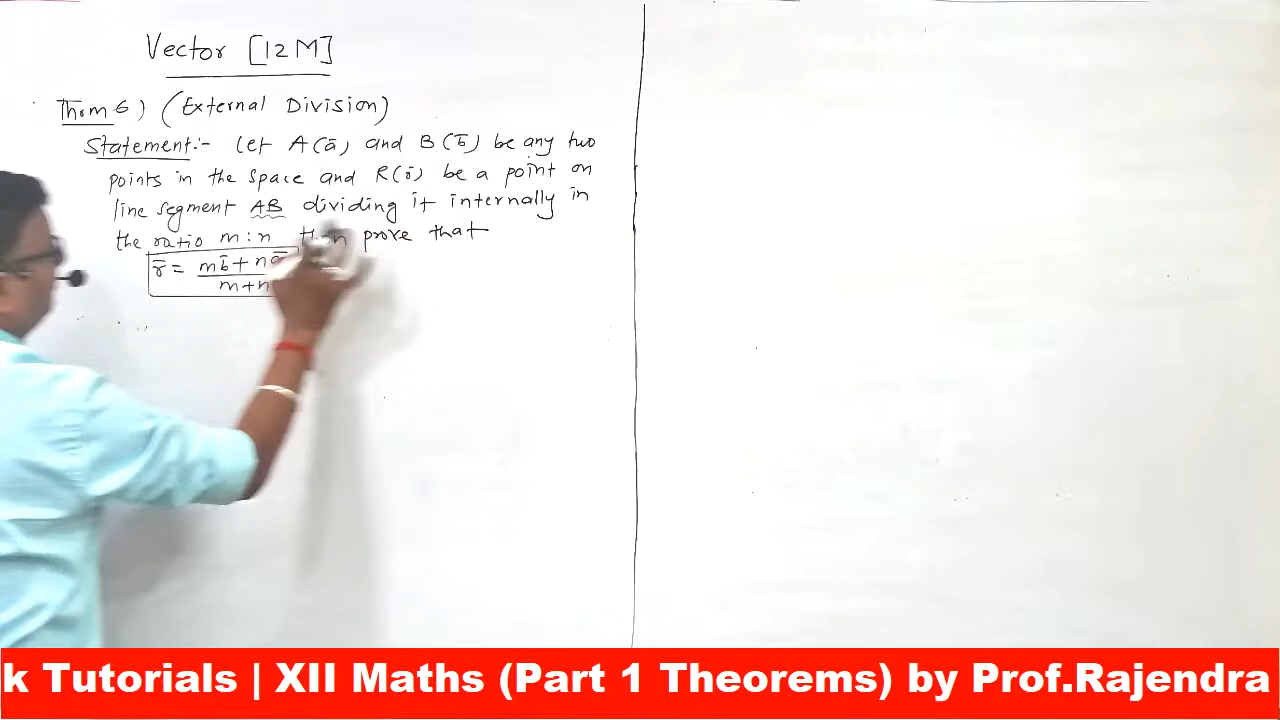 Vector [12M]
Thrm 6) (External Division)
Statement:- Let A(ā) and B(b̄) be any two
points in the space and R(r̄) be a point on
line segment AB dividing it internally in
the ratio m:n then prove that
r̄ = mb̄ + nā
m+n
k Tutorials | XII Maths (Part 1 Theorems) by Prof.Rajendra